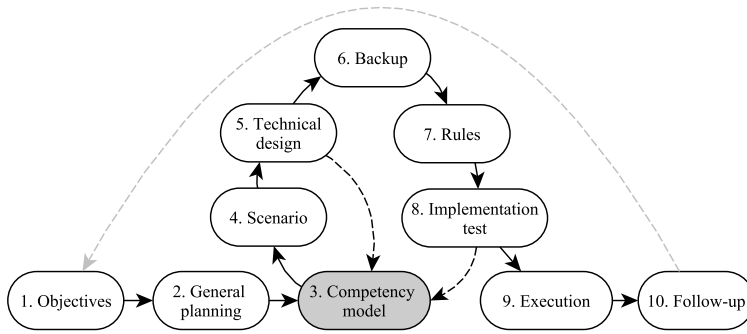 1. Objectives
2. General
planning
3. Competency
model
4. Scenario
5. Technical
design
6. Backup
7. Rules
8. Implementation
test
9. Execution
10. Follow-up